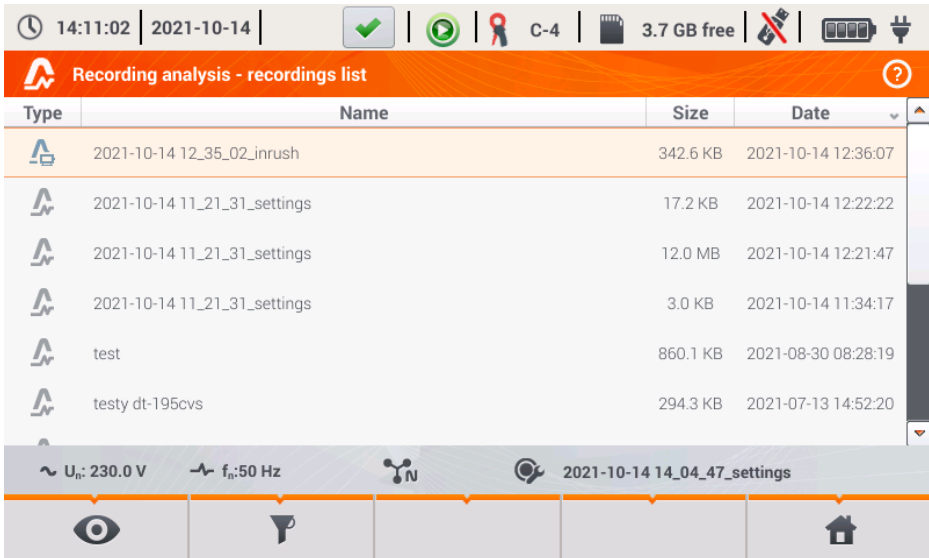 14:11:02 2021-10-14 C-4 3.7 GB free
Recording analysis - recordings list ?
Type Name Size Date
2021-10-14 12_35_02_inrush 342.6 KB 2021-10-14 12:36:07
2021-10-14 11_21_31_settings 17.2 KB 2021-10-14 12:22:22
2021-10-14 11_21_31_settings 12.0 MB 2021-10-14 12:21:47
2021-10-14 11_21_31_settings 3.0 KB 2021-10-14 11:34:17
test 860.1 KB 2021-08-30 08:28:19
testy dt-195cvs 294.3 KB 2021-07-13 14:52:20
Un: 230.0 V fn:50 Hz N 2021-10-14 14_04_47_settings